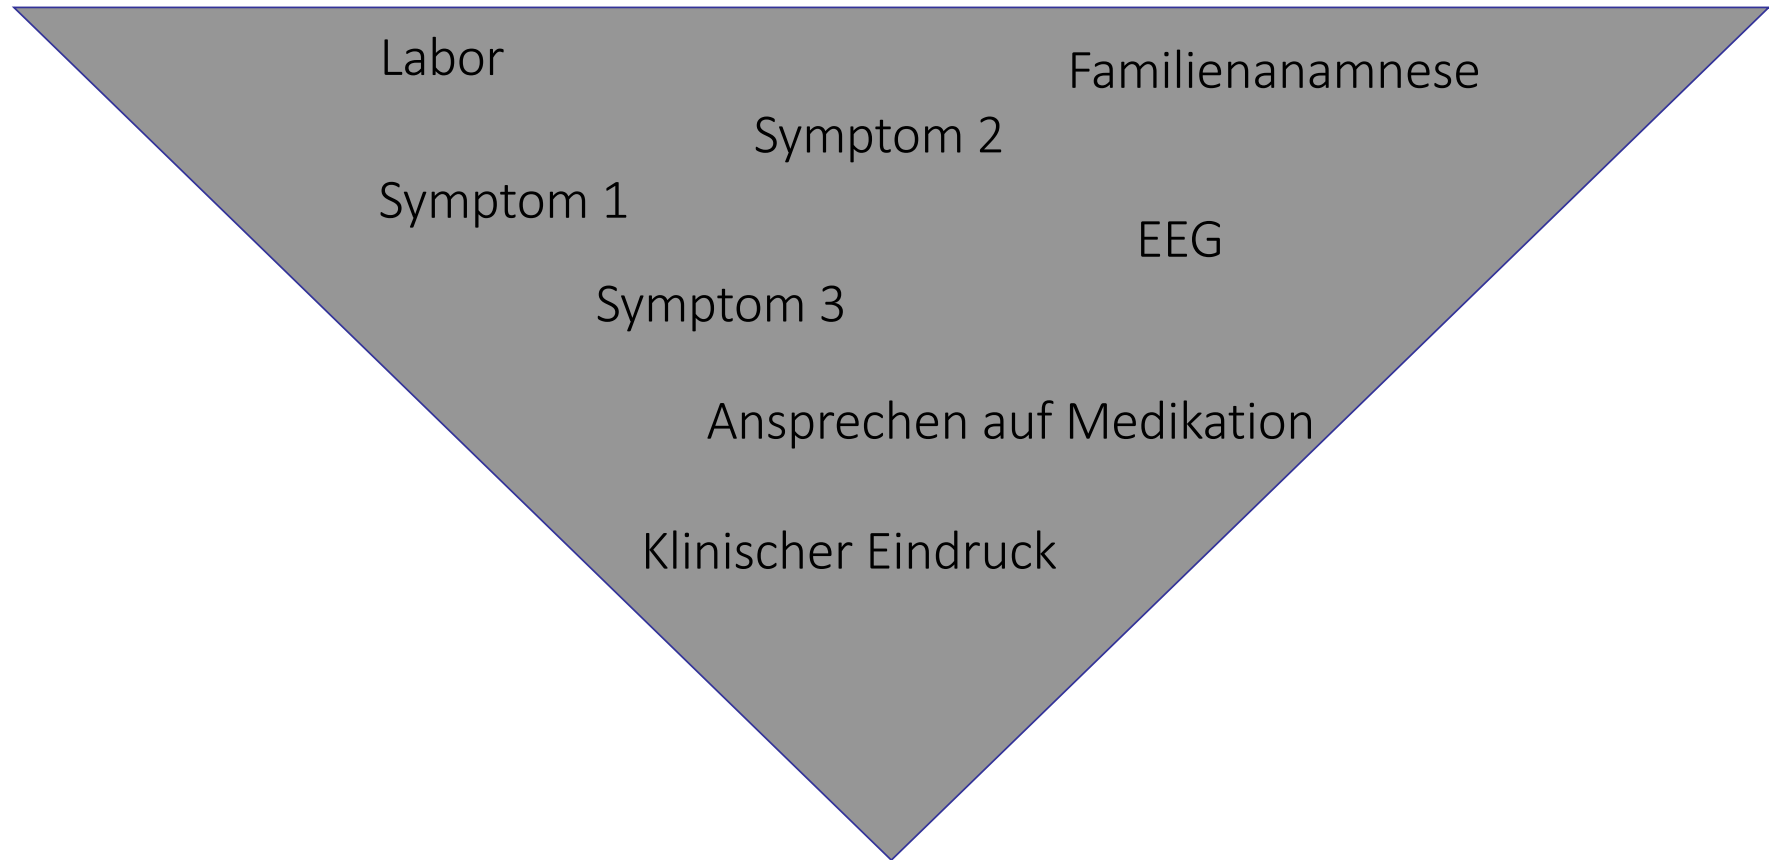 Labor
Familienanamnese
Symptom 2
Symptom 1
EEG
Symptom 3
Ansprechen auf Medikation
Klinischer Eindruck